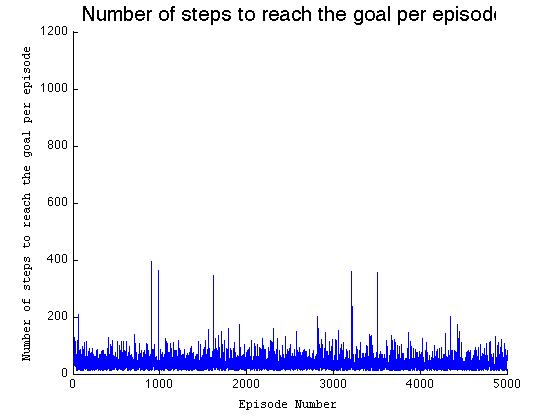 Number of steps to reach the goal per episod
1200
1000
800
600
400
200
0
Number of steps to reach the goal per episode
0 1000 2000 3000 4000 5000
Episode Number